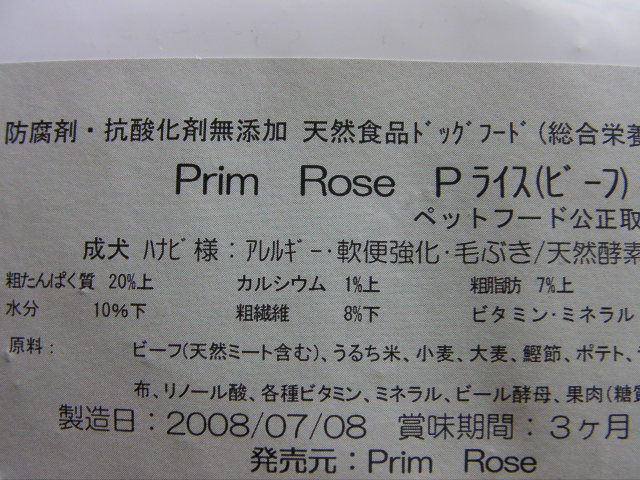 防腐剤・抗酸化剤無添加 天然食品ﾄﾞｯｸﾞﾌｰﾄﾞ(総合栄養
Prim Rose Pﾗｲｽ(ﾋﾞｰﾌ)
ペットフード公正取
成犬 ﾊﾅﾋﾞ様：ｱﾚﾙｷﾞｰ・軟便強化・毛ぶき/天然酵素
粗たんぱく質 20%上 カルシウム 1%上 粗脂肪 7%上
水分 10%下 粗繊維 8%下 ビタミン・ミネラル
原料： ビーフ(天然ミート含む)、うるち米、小麦、大麦、鰹節、ポテト、
布、リノール酸、各種ビタミン、ミネラル、ビール酵母、果肉(糖質
製造日：2008/07/08 賞味期間：３ヶ月
発売元：Prim Rose